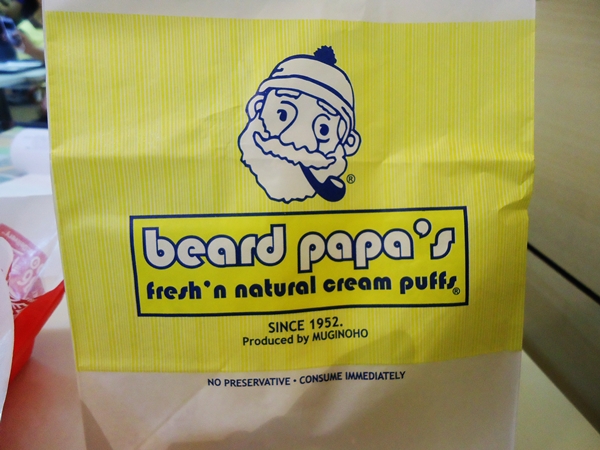 ®
beard papa's
fresh'n natural cream puffs®
SINCE 1952.
Produced by MUGINOHO
NO PRESERVATIVE • CONSUME IMMEDIATELY